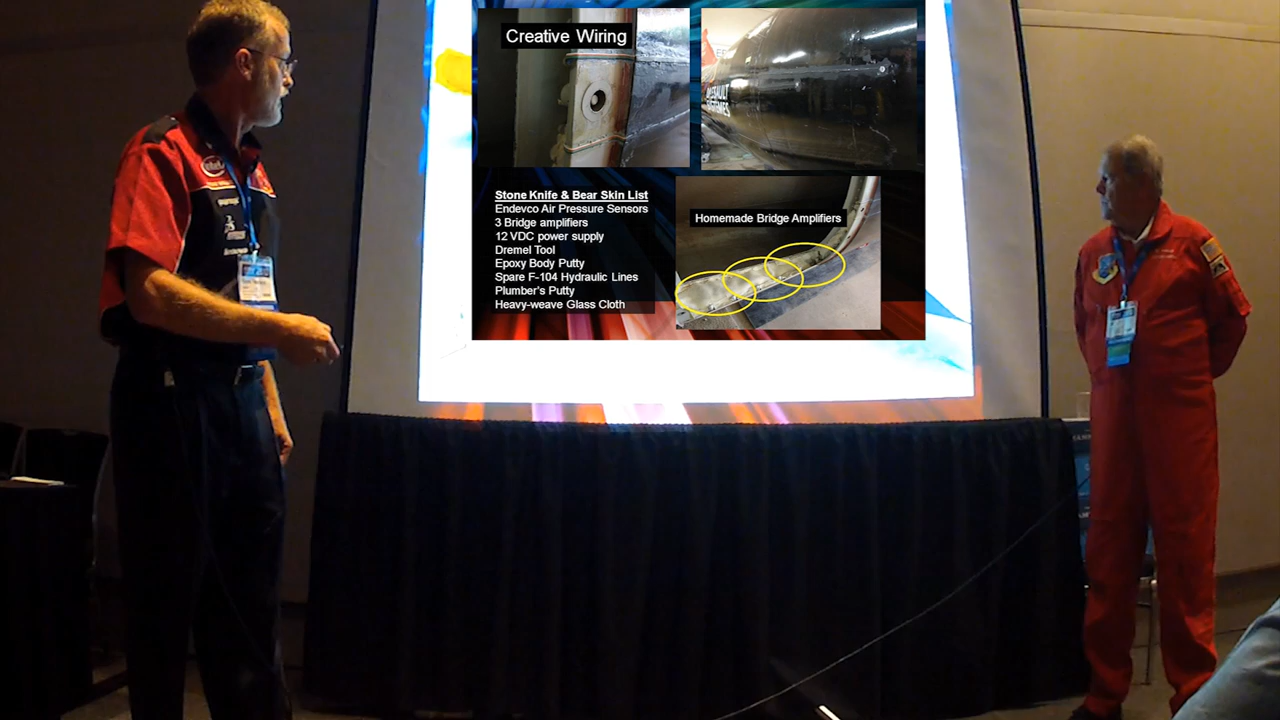 Creative Wiring
Stone Knife & Bear Skin List
Endevco Air Pressure Sensors
3 Bridge amplifiers
12 VDC power supply
Dremel Tool
Epoxy Body Putty
Spare F-104 Hydraulic Lines
Plumber's Putty
Heavy-weave Glass Cloth
Homemade Bridge Amplifiers